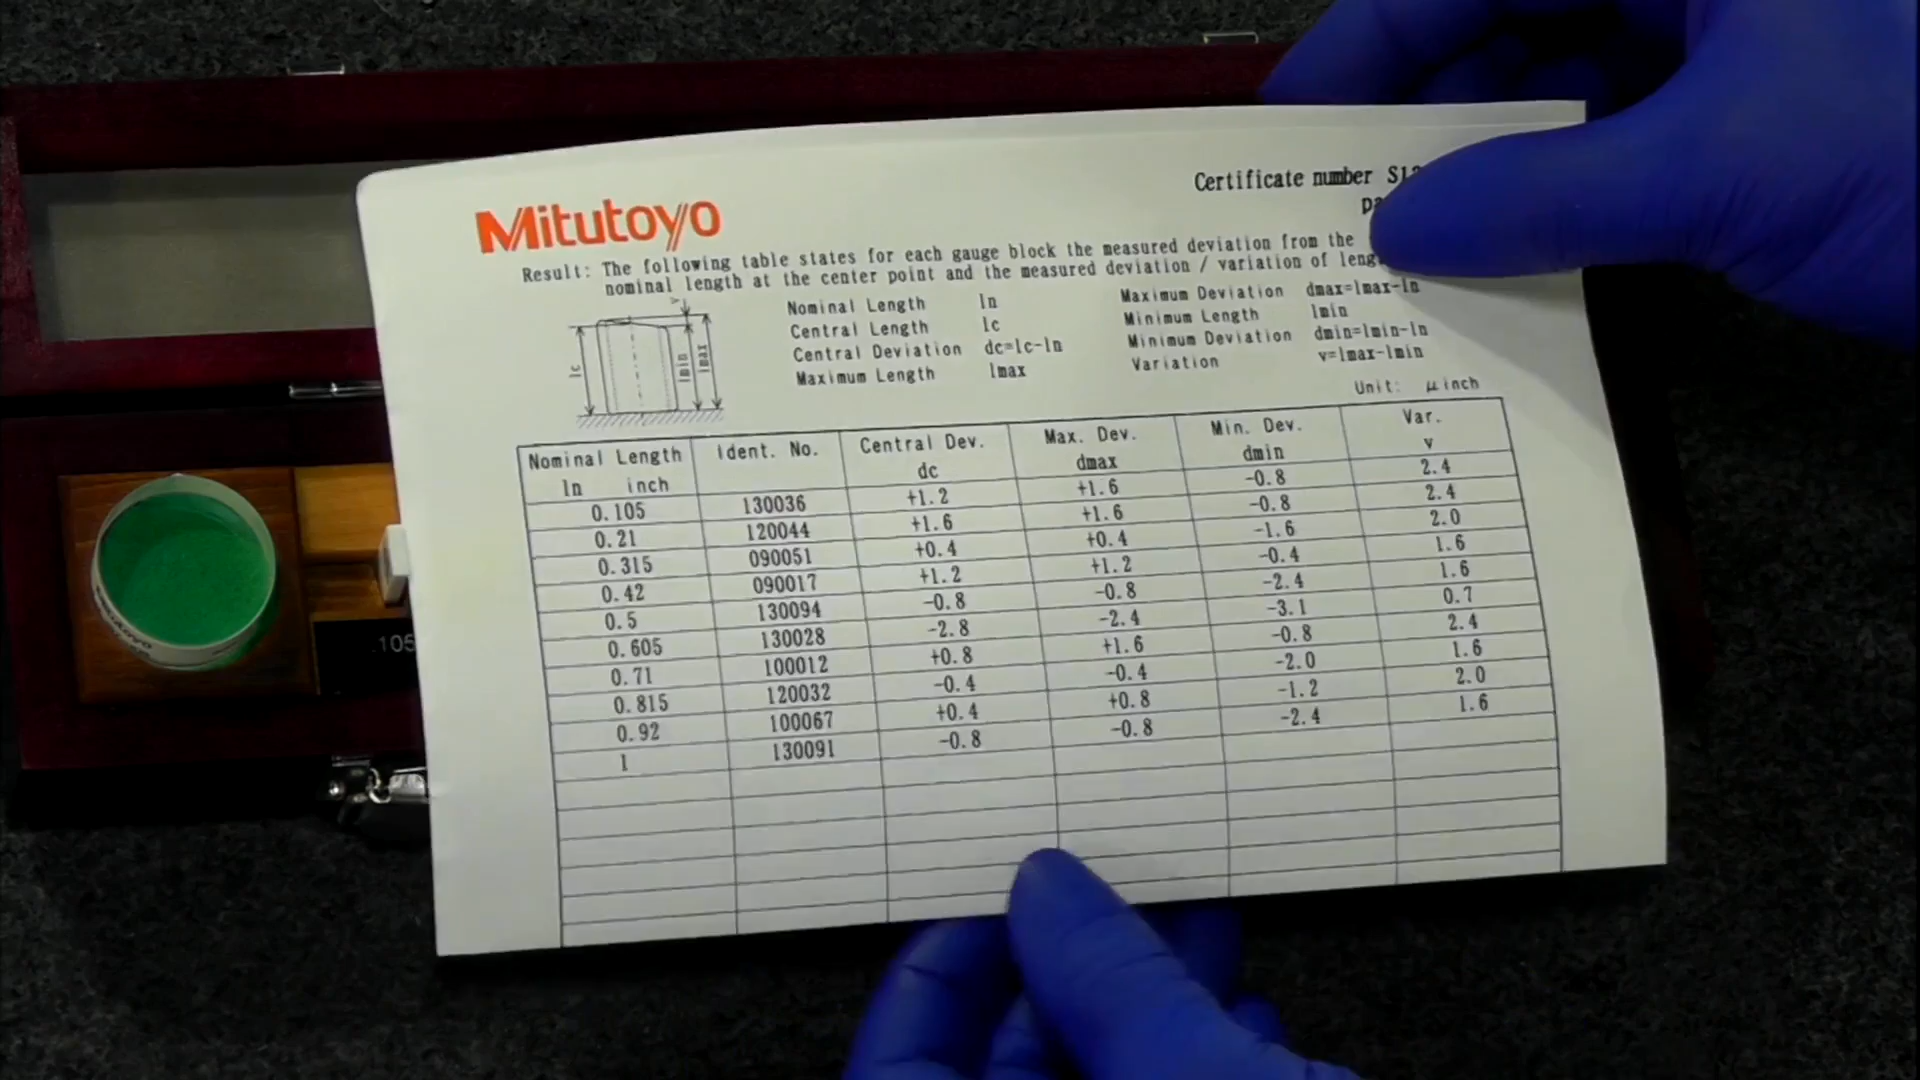 Mitutoyo
Certificate number
Result: The following table states for each gauge block the measured deviation from the
nominal length at the center point and the measured deviation / variation of
Nominal Length ln
Central Length lc
Central Deviation dc=lc-ln
Maximum Length lmax
Maximum Deviation dmax=lmax-ln
Minimum Length lmin
Minimum Deviation dmin=lmin-ln
Variation v=lmax-lmin
lc lmin lmax
Unit: μinch
Nominal Length Ident. No. Central Dev. Max. Dev. Min. Dev. Var.
ln inch dc dmax dmin v
0.105 130036 +1.2 +1.6 -0.8 2.4
0.21 120044 +1.6 +1.6 -0.8 2.4
0.315 090051 +0.4 +0.4 -1.6 2.0
0.42 090017 +1.2 +1.2 -0.4 1.6
0.5 130094 -0.8 -0.8 -2.4 1.6
0.605 130028 -2.8 -2.4 -3.1 0.7
0.71 100012 +0.8 +1.6 -0.8 2.4
0.815 120032 -0.4 -0.4 -2.0 1.6
0.92 100067 +0.4 +0.8 -1.2 2.0
1 130091 -0.8 -0.8 -2.4 1.6
.105
Mitutoyo